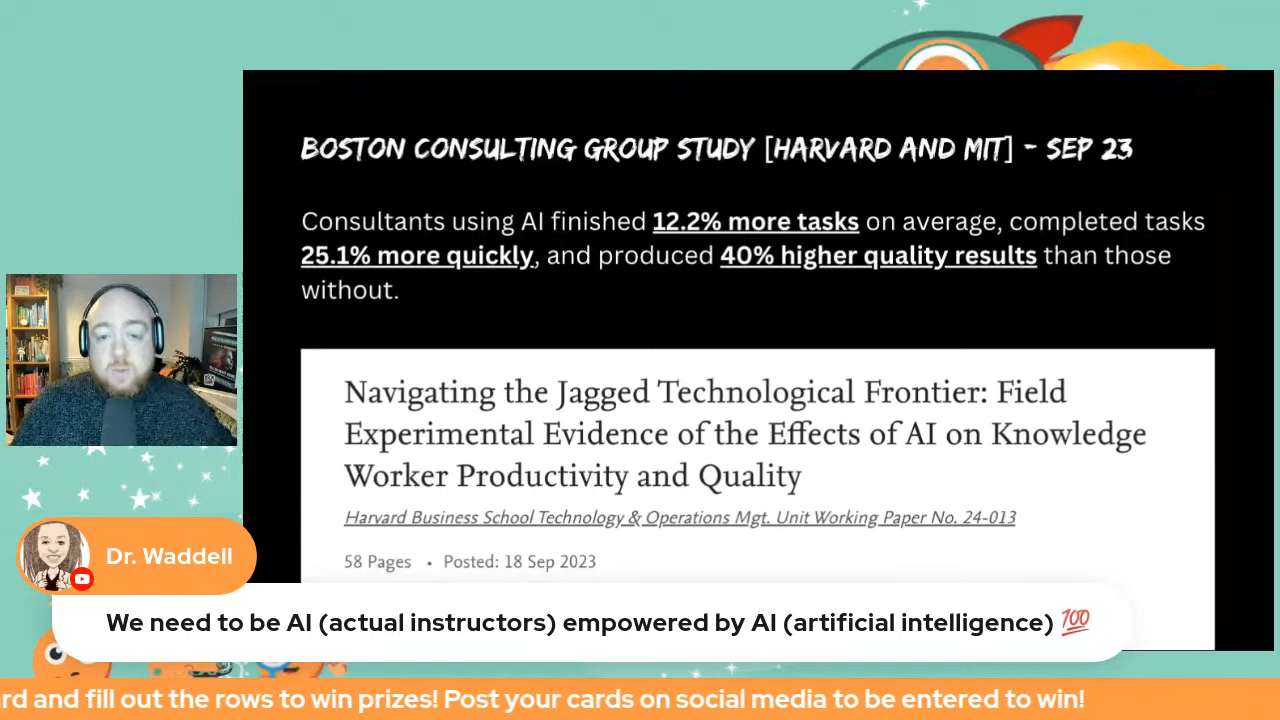 BOSTON CONSULTING GROUP STUDY [HARVARD AND MIT] - SEP 23
Consultants using AI finished 12.2% more tasks on average, completed tasks
25.1% more quickly, and produced 40% higher quality results than those
without.
Navigating the Jagged Technological Frontier: Field
Experimental Evidence of the Effects of AI on Knowledge
Worker Productivity and Quality
Harvard Business School Technology & Operations Mgt. Unit Working Paper No. 24-013
58 Pages • Posted: 18 Sep 2023
Dr. Waddell
We need to be AI (actual instructors) empowered by AI (artificial intelligence) 💯
rd and fill out the rows to win prizes! Post your cards on social media to be entered to win!